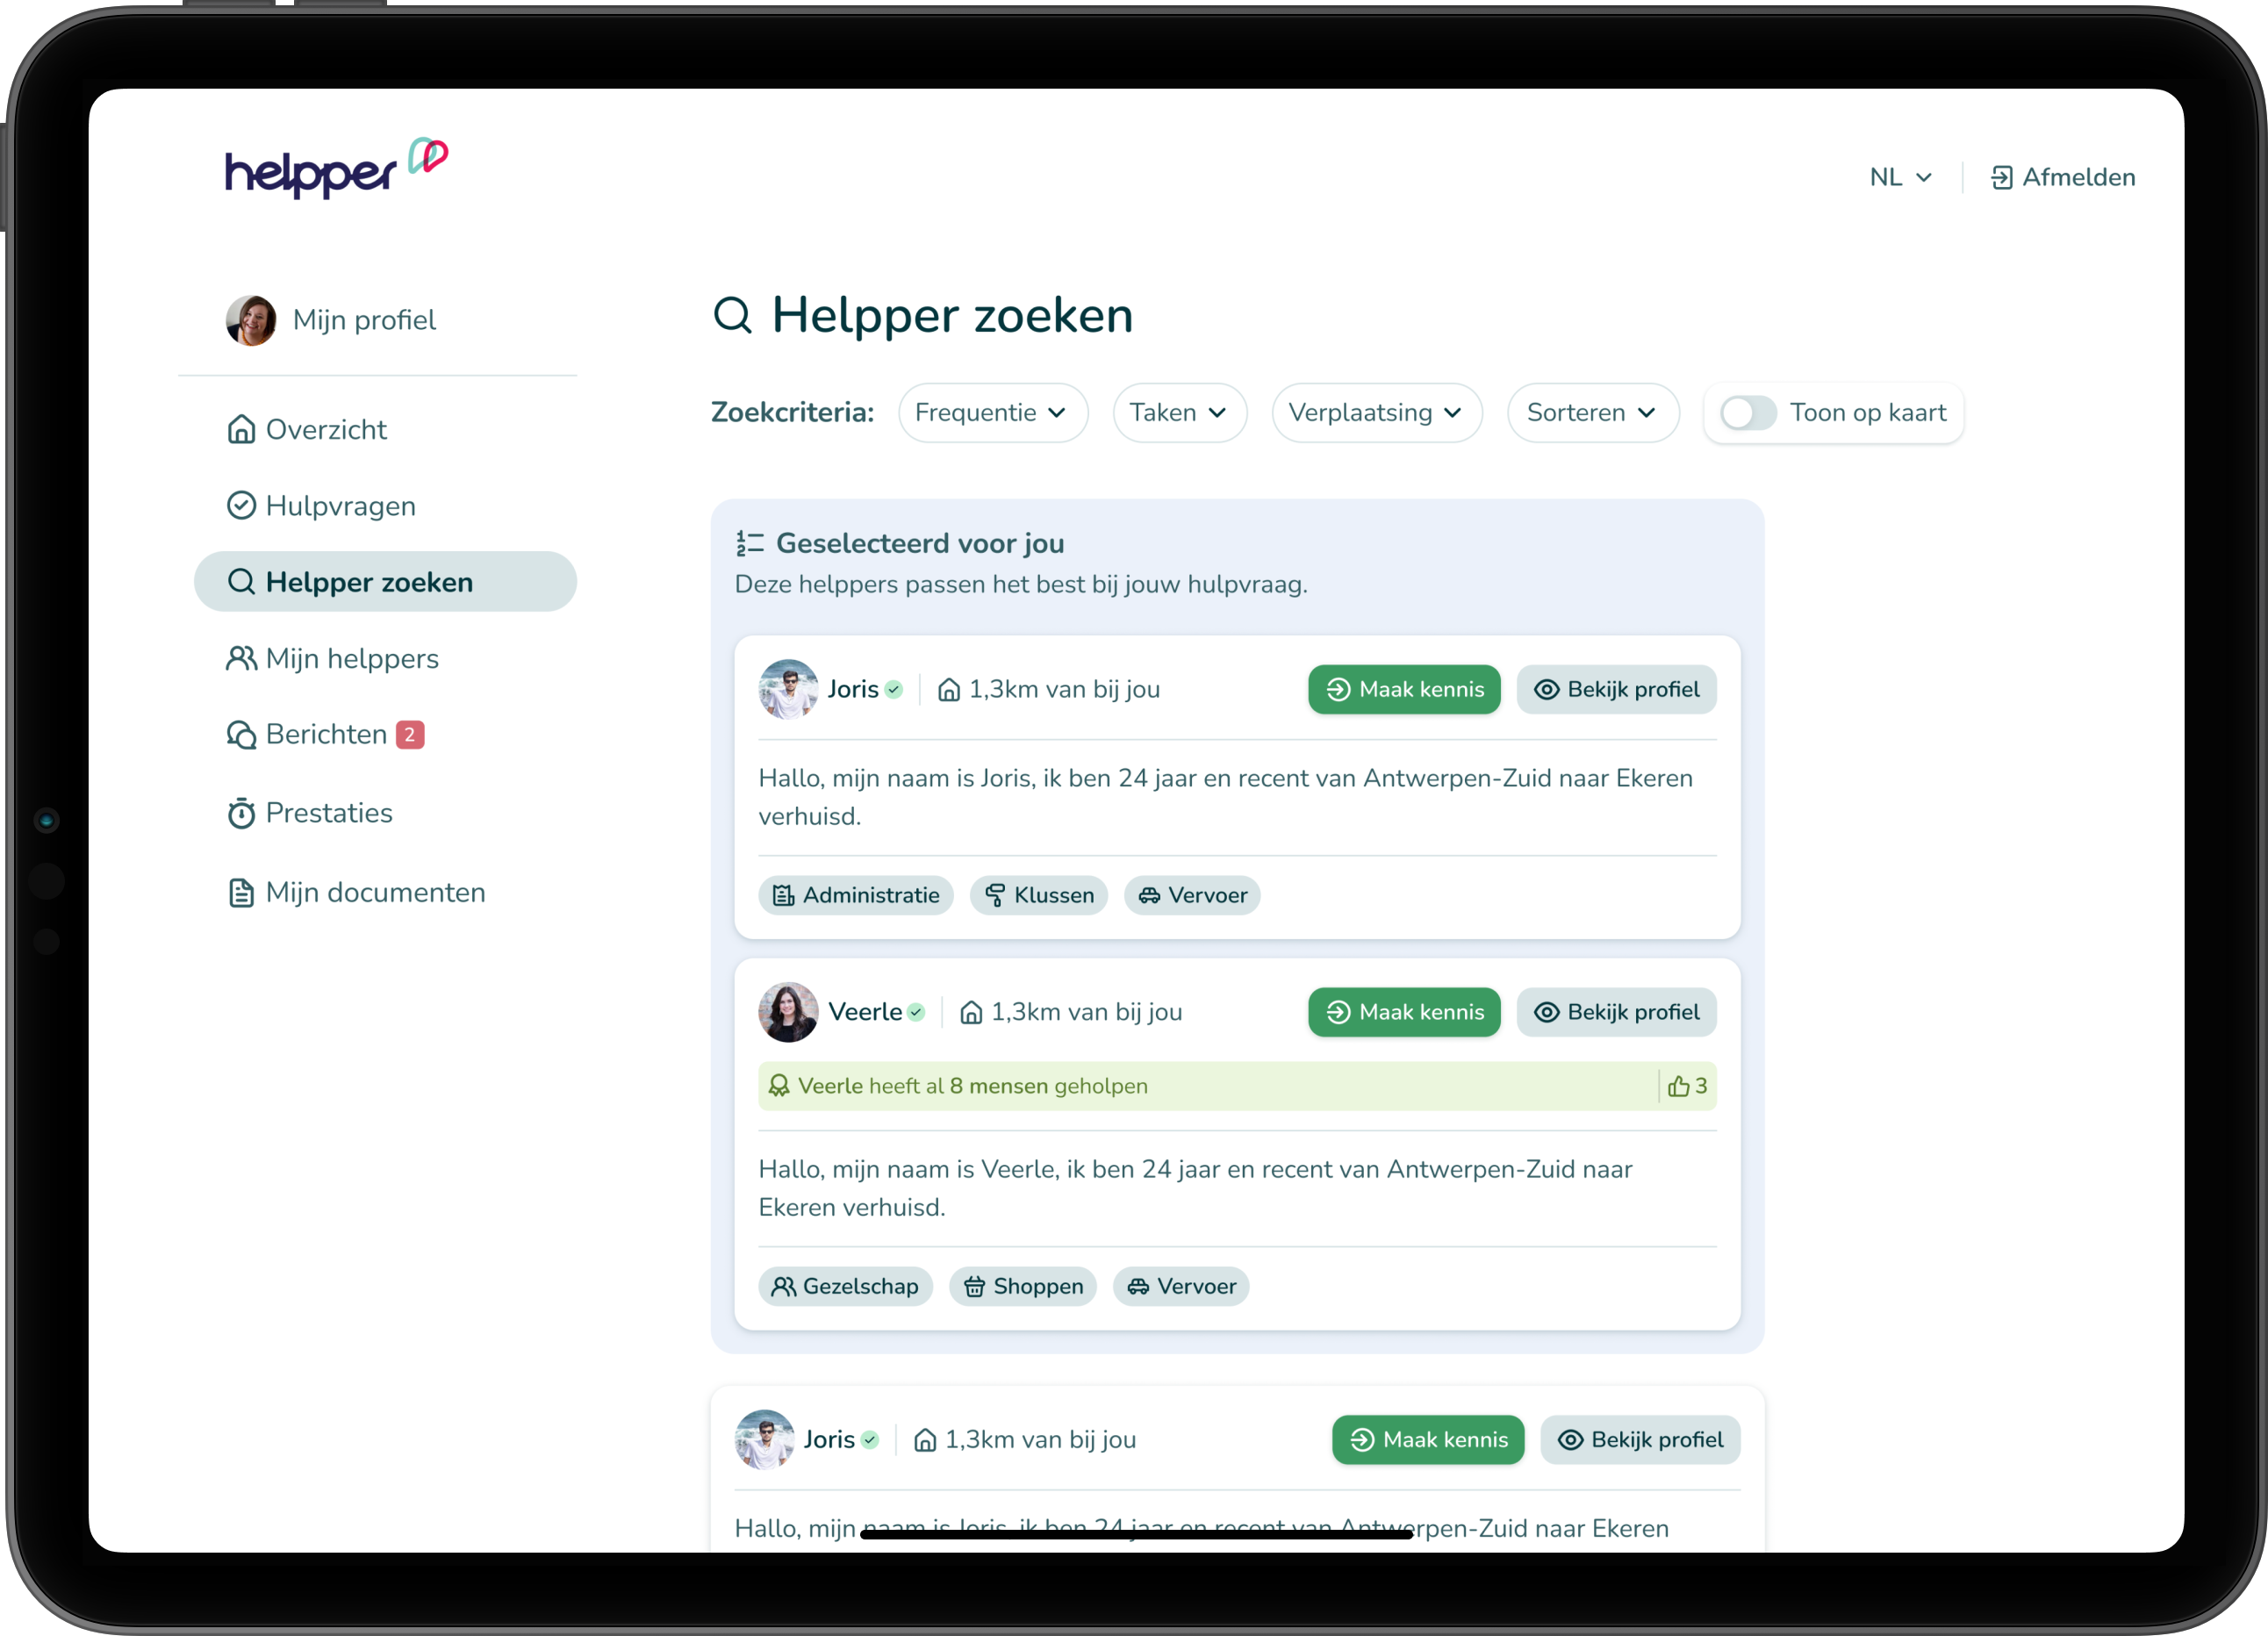 helpper
NL
Afmelden
Mijn profiel
Overzicht
Hulpvragen
Helpper zoeken
Mijn helppers
Berichten 2
Prestaties
Mijn documenten
Helpper zoeken
Zoekcriteria: Frequentie Taken Verplaatsing Sorteren Toon op kaart
Geselecteerd voor jou
Deze helppers passen het best bij jouw hulpvraag.
Joris 1,3km van bij jou Maak kennis Bekijk profiel
Hallo, mijn naam is Joris, ik ben 24 jaar en recent van Antwerpen-Zuid naar Ekeren
verhuisd.
Administratie Klussen Vervoer
Veerle 1,3km van bij jou Maak kennis Bekijk profiel
Veerle heeft al 8 mensen geholpen 3
Hallo, mijn naam is Veerle, ik ben 24 jaar en recent van Antwerpen-Zuid naar
Ekeren verhuisd.
Gezelschap Shoppen Vervoer
Joris 1,3km van bij jou Maak kennis Bekijk profiel
Hallo, mijn naam is Joris, ik ben 24 jaar en recent van Antwerpen-Zuid naar Ekeren